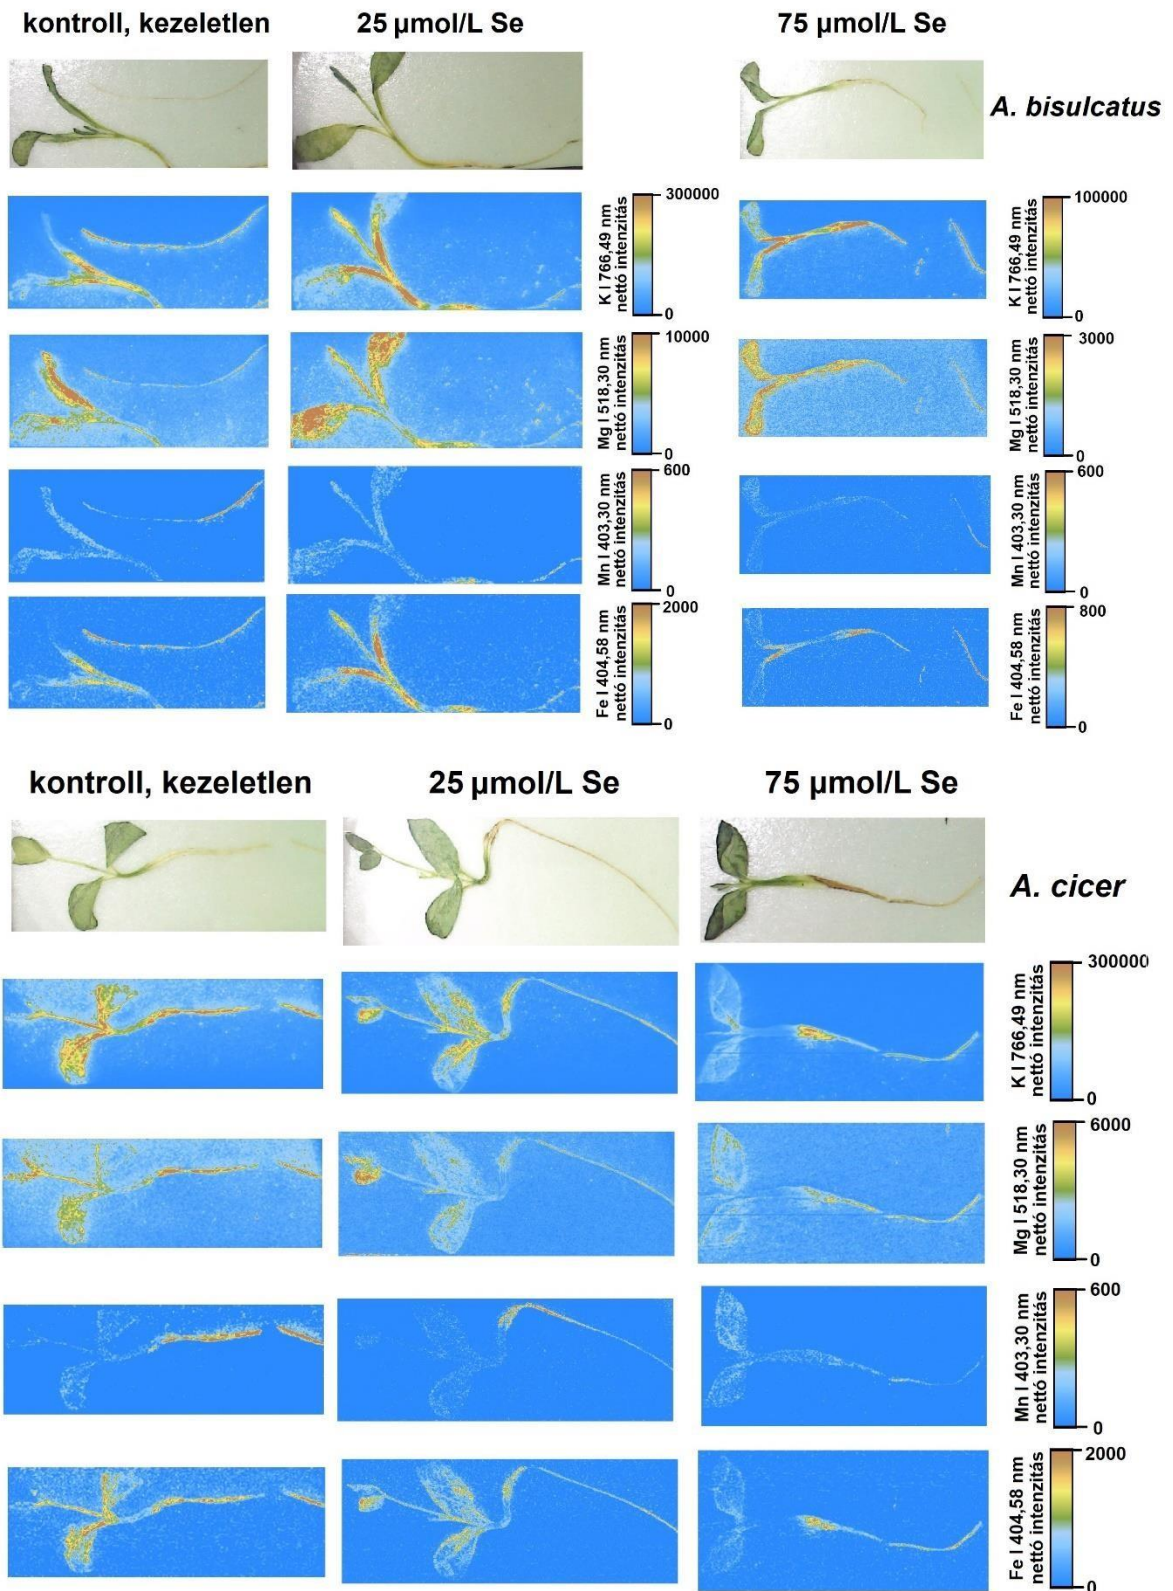 kontroll, kezeletlen
25 µmol/L Se
75 µmol/L Se
A. bisulcatus
300000
K I 766,49 nm
nettó intenzitás
0
100000
K I 766,49 nm
nettó intenzitás
0
10000
Mg I 518,30 nm
nettó intenzitás
0
3000
Mg I 518,30 nm
nettó intenzitás
0
600
Mn I 403,30 nm
nettó intenzitás
0
600
Mn I 403,30 nm
nettó intenzitás
0
2000
Fe I 404,58 nm
nettó intenzitás
0
800
Fe I 404,58 nm
nettó intenzitás
0
kontroll, kezeletlen
25 µmol/L Se
75 µmol/L Se
A. cicer
300000
K I 766,49 nm
nettó intenzitás
0
6000
Mg I 518,30 nm
nettó intenzitás
0
600
Mn I 403,30 nm
nettó intenzitás
0
2000
Fe I 404,58 nm
nettó intenzitás
0